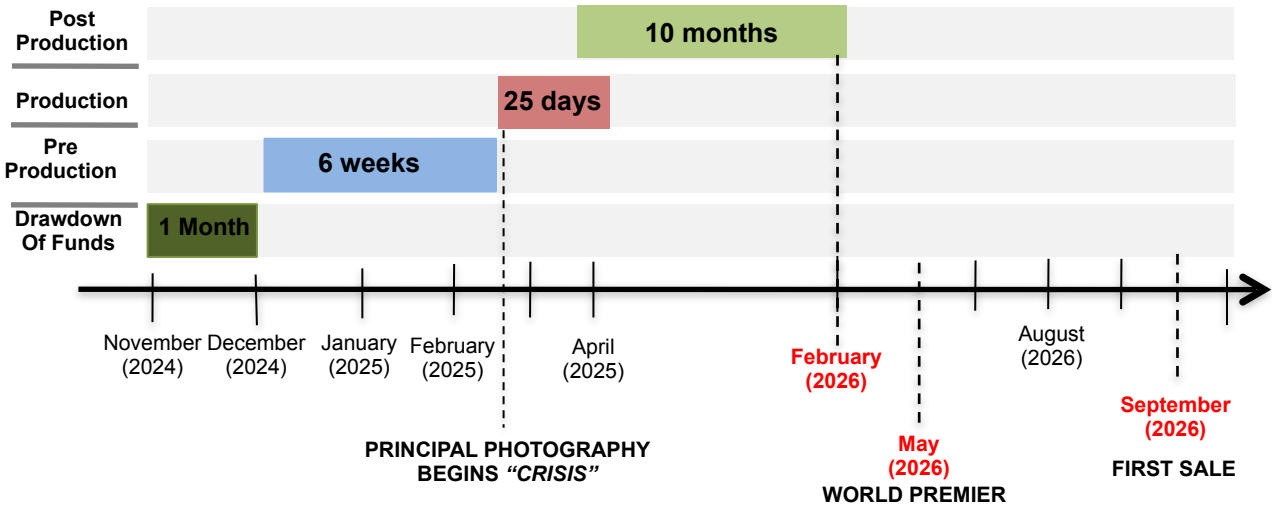 Post
Production
10 months
Production
25 days
Pre
Production
6 weeks
Drawdown
Of Funds
1 Month
November
(2024)
December
(2024)
January
(2025)
February
(2025)
April
(2025)
February
(2026)
August
(2026)
May
(2026)
September
(2026)
PRINCIPAL PHOTOGRAPHY
BEGINS “CRISIS”
WORLD PREMIER
FIRST SALE